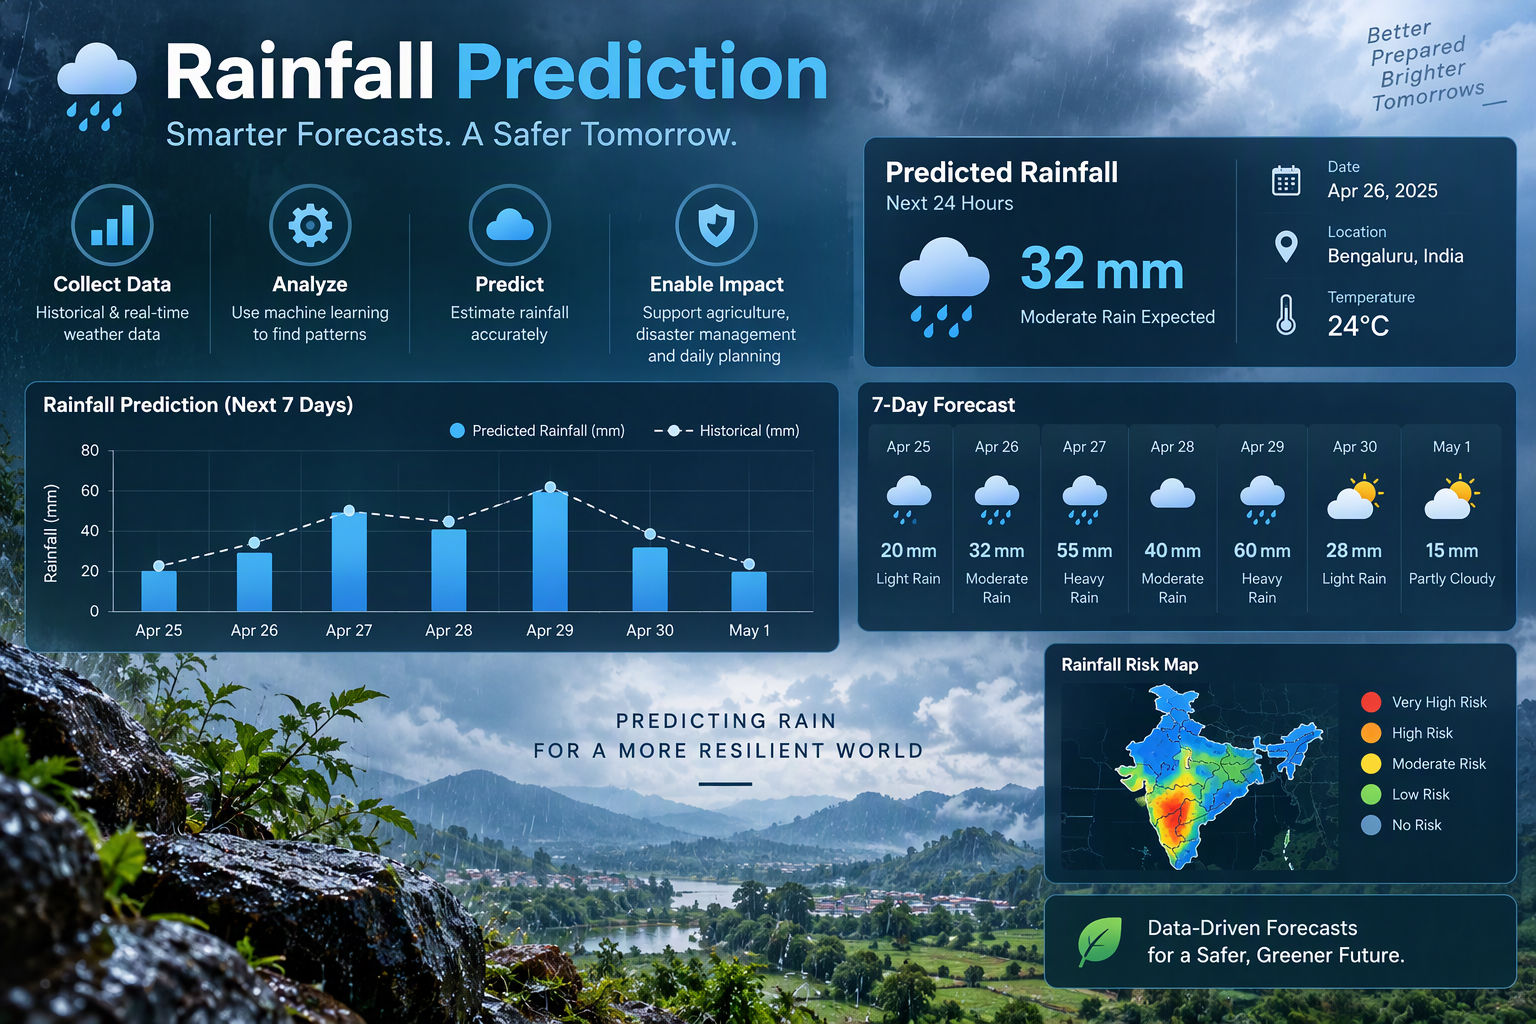 Rainfall Prediction
Smarter Forecasts. A Safer Tomorrow.
Better
Prepared
Brighter
Tomorrows
Collect Data
Historical & real-time
weather data
Analyze
Use machine learning
to find patterns
Predict
Estimate rainfall
accurately
Enable Impact
Support agriculture,
disaster management
and daily planning
Predicted Rainfall
Next 24 Hours
32 mm
Moderate Rain Expected
Date
Apr 26, 2025
Location
Bengaluru, India
Temperature
24°C
Rainfall Prediction (Next 7 Days)
Predicted Rainfall (mm)
Historical (mm)
Rainfall (mm)
80
60
40
20
0
Apr 25
Apr 26
Apr 27
Apr 28
Apr 29
Apr 30
May 1
7-Day Forecast
Apr 25
20 mm
Light Rain
Apr 26
32 mm
Moderate
Rain
Apr 27
55 mm
Heavy
Rain
Apr 28
40 mm
Moderate
Rain
Apr 29
60 mm
Heavy
Rain
Apr 30
28 mm
Light Rain
May 1
15 mm
Partly Cloudy
PREDICTING RAIN
FOR A MORE RESILIENT WORLD
Rainfall Risk Map
Very High Risk
High Risk
Moderate Risk
Low Risk
No Risk
Data-Driven Forecasts
for a Safer, Greener Future.